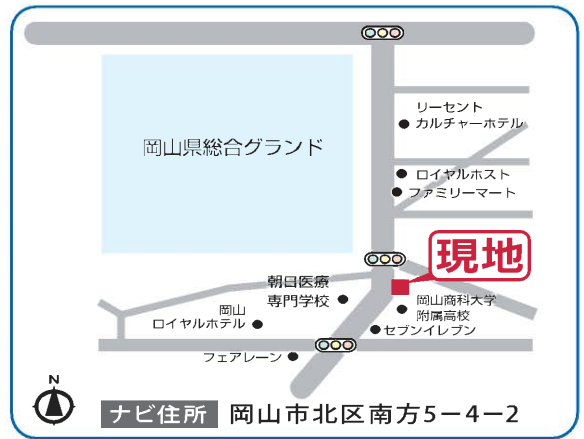 岡山県総合グランド
リーセント
カルチャーホテル
ロイヤルホスト
ファミリーマート
現地
朝日医療
専門学校
岡山
ロイヤルホテル
岡山商科大学
附属高校
セブンイレブン
フェアレーン
N
ナビ住所 岡山市北区南方5−4−2